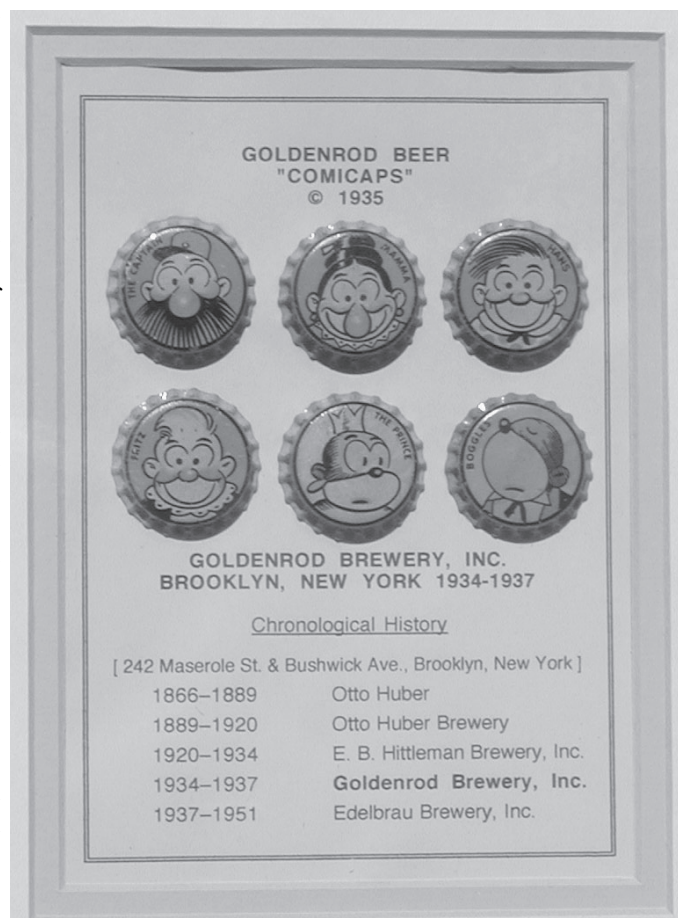 GOLDENROD BEER
"COMICAPS"
© 1935
THE CAPTAIN
MAMMA
HANS
FRITZ
THE PRINCE
BOGGLES
GOLDENROD BREWERY, INC.
BROOKLYN, NEW YORK 1934-1937
Chronological History
[ 242 Maserole St. & Bushwick Ave., Brooklyn, New York ]
1866–1889 Otto Huber
1889–1920 Otto Huber Brewery
1920–1934 E. B. Hittleman Brewery, Inc.
1934–1937 Goldenrod Brewery, Inc.
1937–1951 Edelbrau Brewery, Inc.